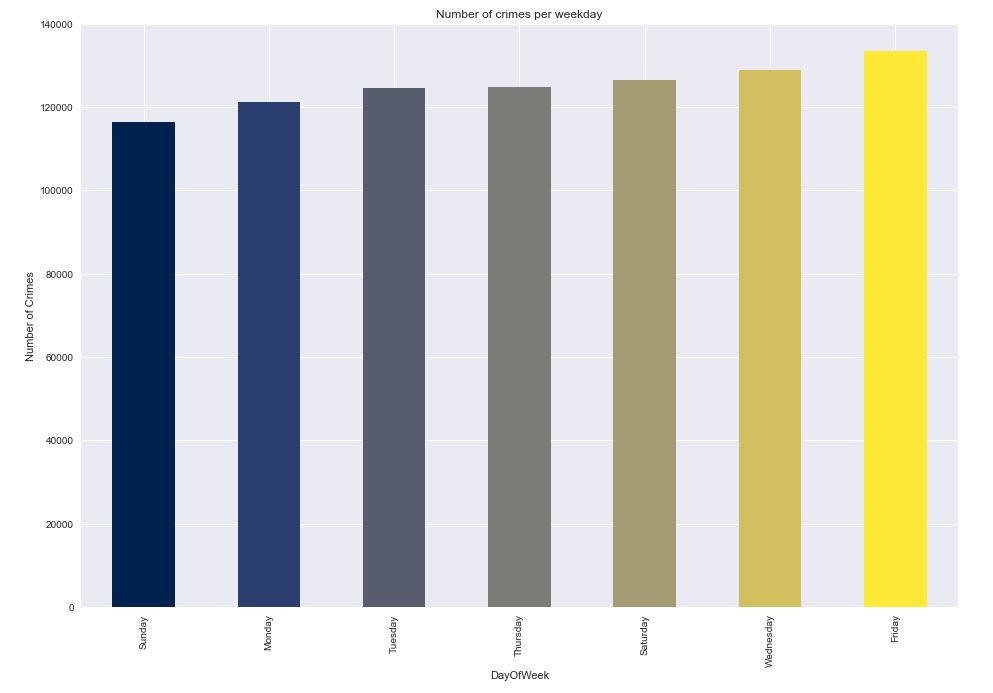 Number of crimes per weekday
140000
120000
100000
80000
60000
40000
20000
0
Number of Crimes
Sunday
Monday
Tuesday
Thursday
Saturday
Wednesday
Friday
DayOfWeek